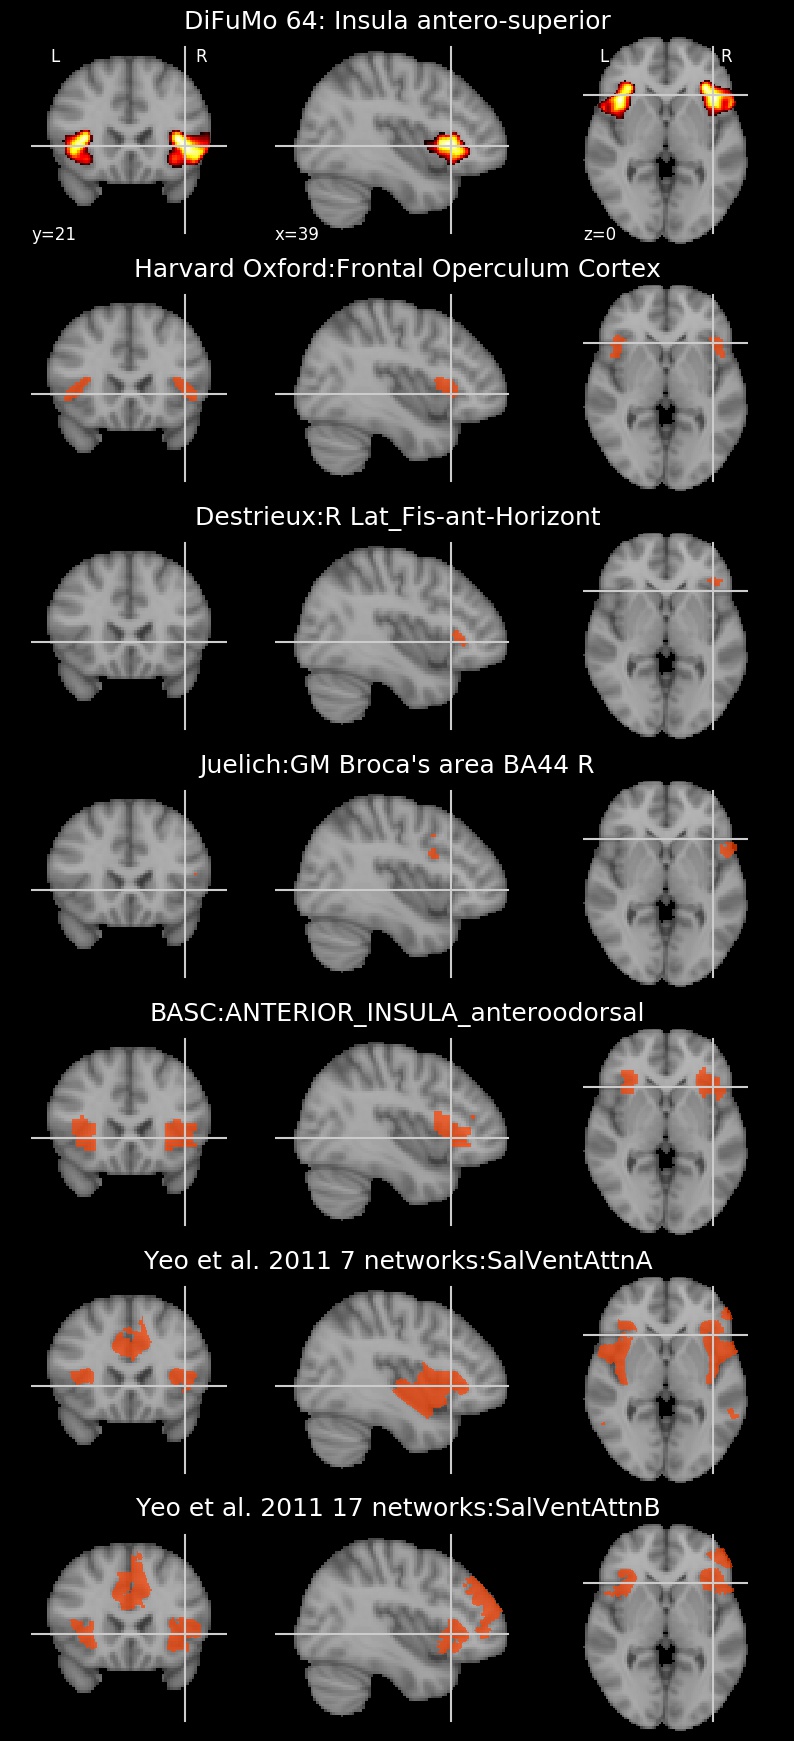 DiFuMo 64: Insula antero-superior
L R L R
y=21 x=39 z=0
Harvard Oxford:Frontal Operculum Cortex
Destrieux:R Lat_Fis-ant-Horizont
Juelich:GM Broca's area BA44 R
BASC:ANTERIOR_INSULA_anteroodorsal
Yeo et al. 2011 7 networks:SalVentAttnA
Yeo et al. 2011 17 networks:SalVentAttnB